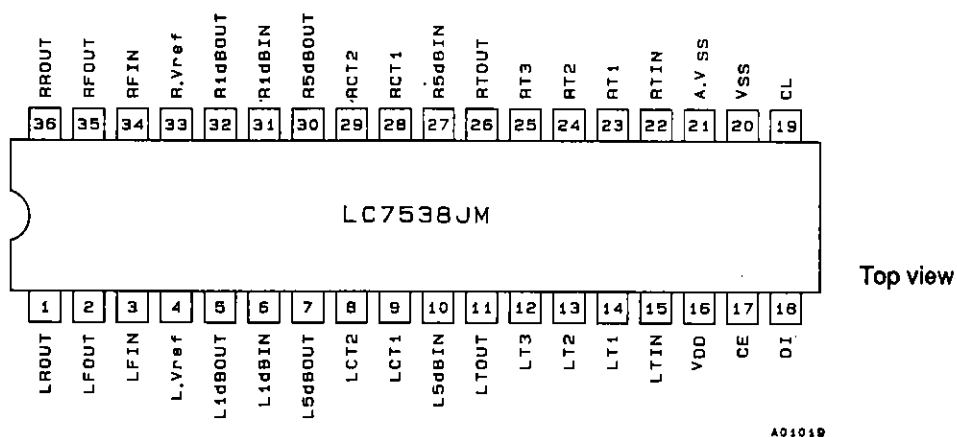 RROUT
RFOUT
RFIN
R.Vref
R1dBOUT
R1dBIN
R5dBOUT
RCT2
RCT1
R5dBIN
RTOUT
RT3
RT2
RT1
RTIN
A.VSS
VSS
CL
36 35 34 33 32 31 30 29 28 27 26 25 24 23 22 21 20 19
LC7538JM
Top view
1 2 3 4 5 6 7 8 9 10 11 12 13 14 15 16 17 18
LROUT
LFOUT
LFIN
L.Vref
L1dBOUT
L1dBIN
L5dBOUT
LCT2
LCT1
L5dBIN
LTOUT
LT3
LT2
LT1
LTIN
VDD
CE
DI
A01019